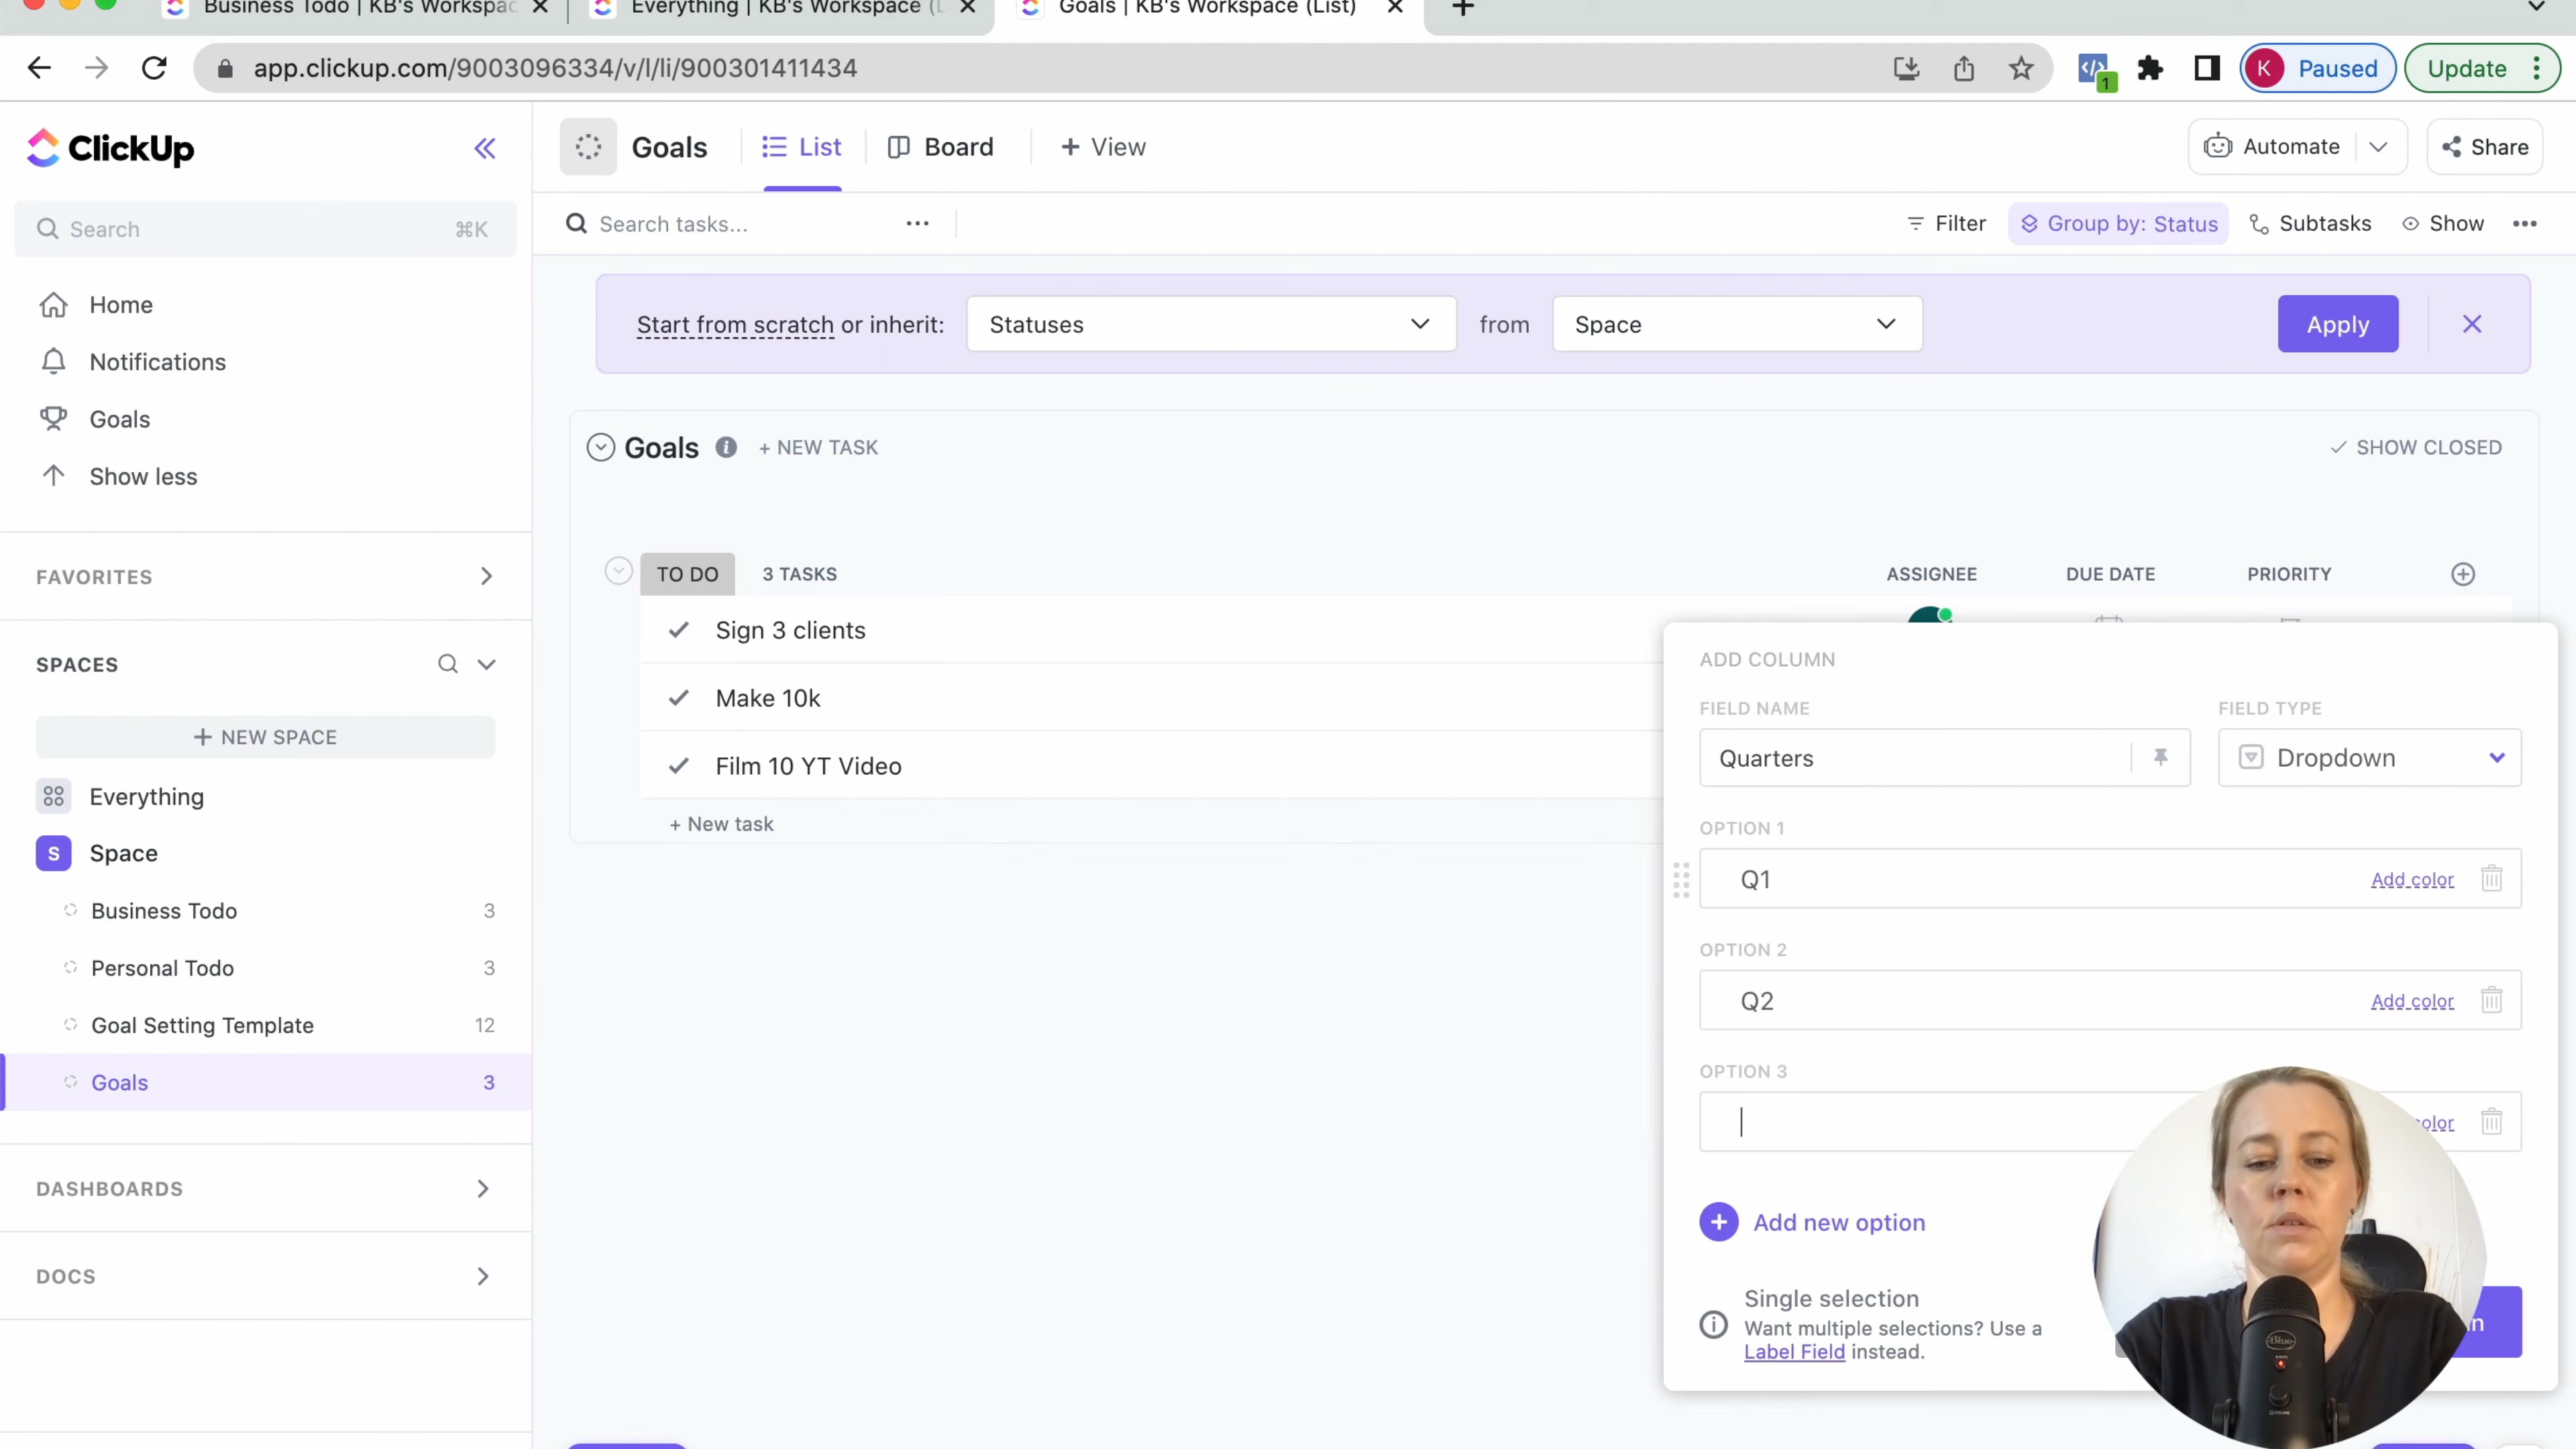 Business Todo | KB's Workspac
Everything | KB's Workspace (L
Goals | KB's Workspace (List)
app.clickup.com/9003096334/v/l/li/900301411434
1
K
Paused
Update
ClickUp
Goals
List
Board
+ View
Automate
Share
Search
⌘K
Search tasks...
Filter
Group by: Status
Subtasks
Show
Start from scratch or inherit:
Statuses
from
Space
Apply
Home
Notifications
Goals
Show less
Goals
+ NEW TASK
SHOW CLOSED
FAVORITES
TO DO
3 TASKS
ASSIGNEE
DUE DATE
PRIORITY
Sign 3 clients
Make 10k
Film 10 YT Video
+ New task
SPACES
+ NEW SPACE
Everything
S
Space
Business Todo
3
Personal Todo
3
Goal Setting Template
12
Goals
3
DASHBOARDS
DOCS
ADD COLUMN
FIELD NAME
FIELD TYPE
Quarters
Dropdown
OPTION 1
Q1
Add color
OPTION 2
Q2
Add color
OPTION 3
olor
Add new option
Single selection
Want multiple selections? Use a
Label Field instead.
n
Blue